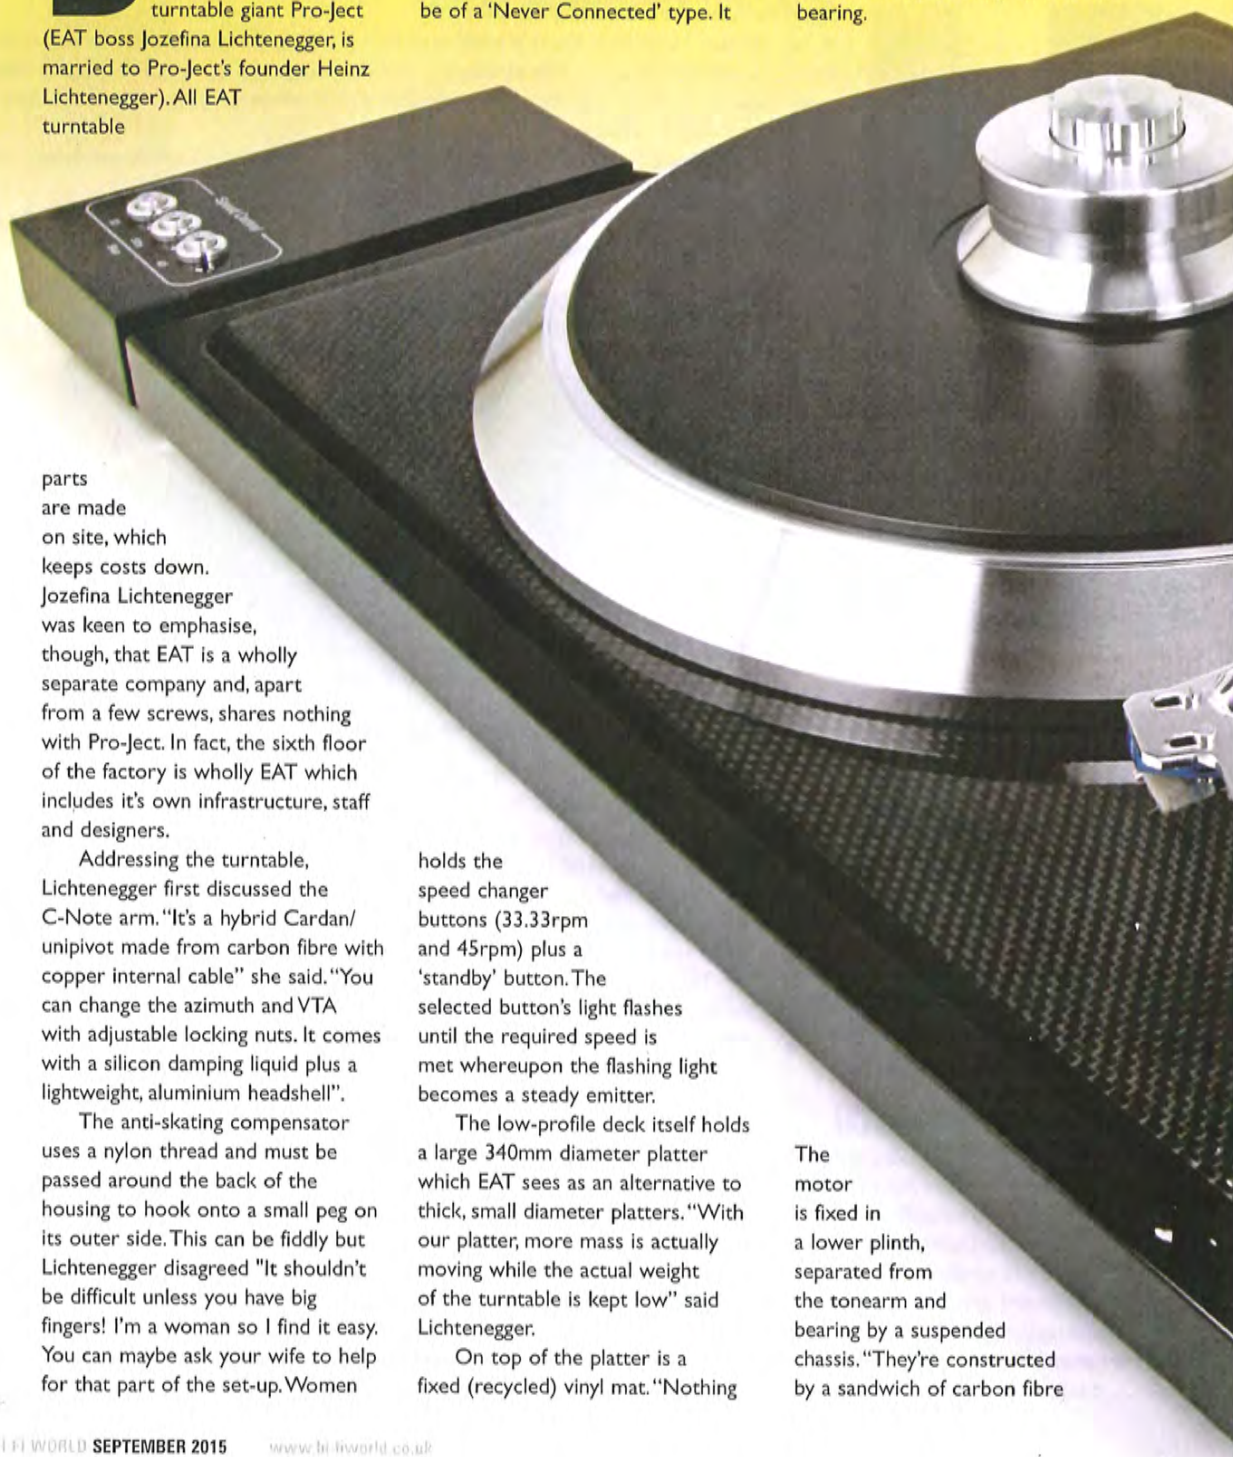 turntable giant Pro-Ject
(EAT boss Jozefina Lichtenegger, is
married to Pro-Ject's founder Heinz
Lichtenegger). All EAT
turntable
parts
are made
on site, which
keeps costs down.
Jozefina Lichtenegger
was keen to emphasise,
though, that EAT is a wholly
separate company and, apart
from a few screws, shares nothing
with Pro-Ject. In fact, the sixth floor
of the factory is wholly EAT which
includes it's own infrastructure, staff
and designers.
Addressing the turntable,
Lichtenegger first discussed the
C-Note arm. “It's a hybrid Cardan/
unipivot made from carbon fibre with
copper internal cable” she said. “You
can change the azimuth and VTA
with adjustable locking nuts. It comes
with a silicon damping liquid plus a
lightweight, aluminium headshell”.
The anti-skating compensator
uses a nylon thread and must be
passed around the back of the
housing to hook onto a small peg on
its outer side. This can be fiddly but
Lichtenegger disagreed "It shouldn't
be difficult unless you have big
fingers! I'm a woman so I find it easy.
You can maybe ask your wife to help
for that part of the set-up. Women
be of a ‘Never Connected’ type. It
holds the
speed changer
buttons (33.33rpm
and 45rpm) plus a
‘standby’ button. The
selected button's light flashes
until the required speed is
met whereupon the flashing light
becomes a steady emitter.
The low-profile deck itself holds
a large 340mm diameter platter
which EAT sees as an alternative to
thick, small diameter platters. “With
our platter, more mass is actually
moving while the actual weight
of the turntable is kept low” said
Lichtenegger.
On top of the platter is a
fixed (recycled) vinyl mat. “Nothing
bearing.
The
motor
is fixed in
a lower plinth,
separated from
the tonearm and
bearing by a suspended
chassis. “They're constructed
by a sandwich of carbon fibre
WORLD SEPTEMBER 2015
www.hi-fiworld.co.uk